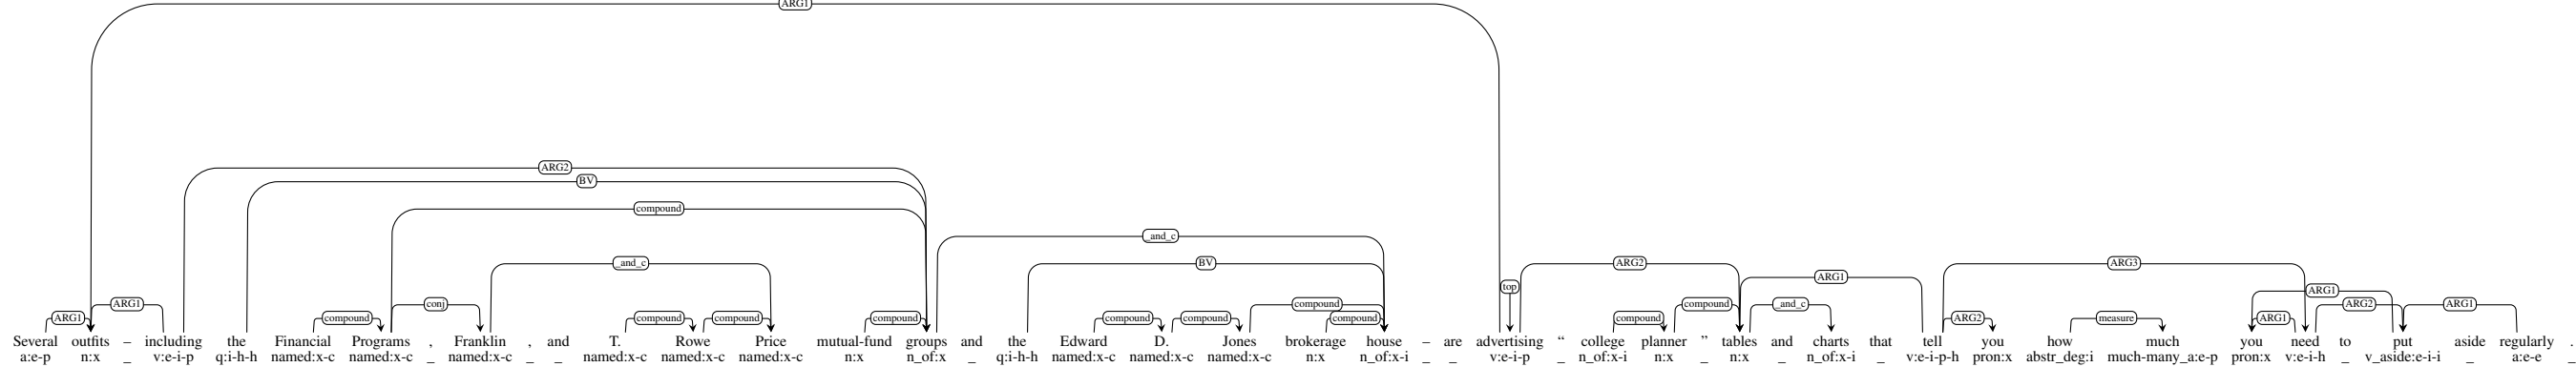 ARG1
ARG2
BV
compound
_and_c
_and_c BV ARG2 ARG3
ARG1
top ARG1
ARG1 conj compound compound _and_c ARG2 ARG1
ARG1 compound compound compound compound compound compound compound compound ARG2 measure ARG1
Several outfits – including the Financial Programs , Franklin , and T. Rowe Price mutual-fund groups and the Edward D. Jones brokerage house – are advertising “ college planner ” tables and charts that tell you how much you need to put aside regularly .
a:e-p n:x _ v:e-i-p q:i-h-h named:x-c named:x-c _ named:x-c _ _ named:x-c named:x-c named:x-c n:x n_of:x _ q:i-h-h named:x-c named:x-c named:x-c n:x n_of:x-i _ _ v:e-i-p _ n_of:x-i n:x _ n:x _ n_of:x-i _ v:e-i-p-h pron:x abstr_deg:i much-many_a:e-p pron:x v:e-i-h _ v_aside:e-i-i _ a:e-e _